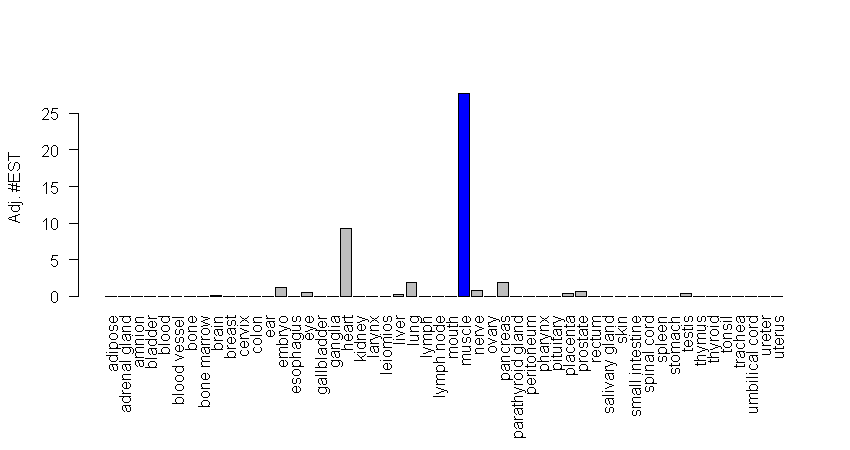 Adj. #EST
25
20
15
10
5
0
adipose
adrenal gland
amnion
bladder
blood
blood vessel
bone
bone marrow
brain
breast
cervix
colon
ear
embryo
esophagus
eye
gallbladder
ganglia
heart
kidney
larynx
leiomios
liver
lung
lymph
lymph node
mouth
muscle
nerve
ovary
pancreas
parathyroid gland
peritoneum
pharynx
pituitary
placenta
prostate
rectum
salivary gland
skin
small intestine
spinal cord
spleen
stomach
testis
thymus
thyroid
tonsil
trachea
umbilical cord
ureter
uterus